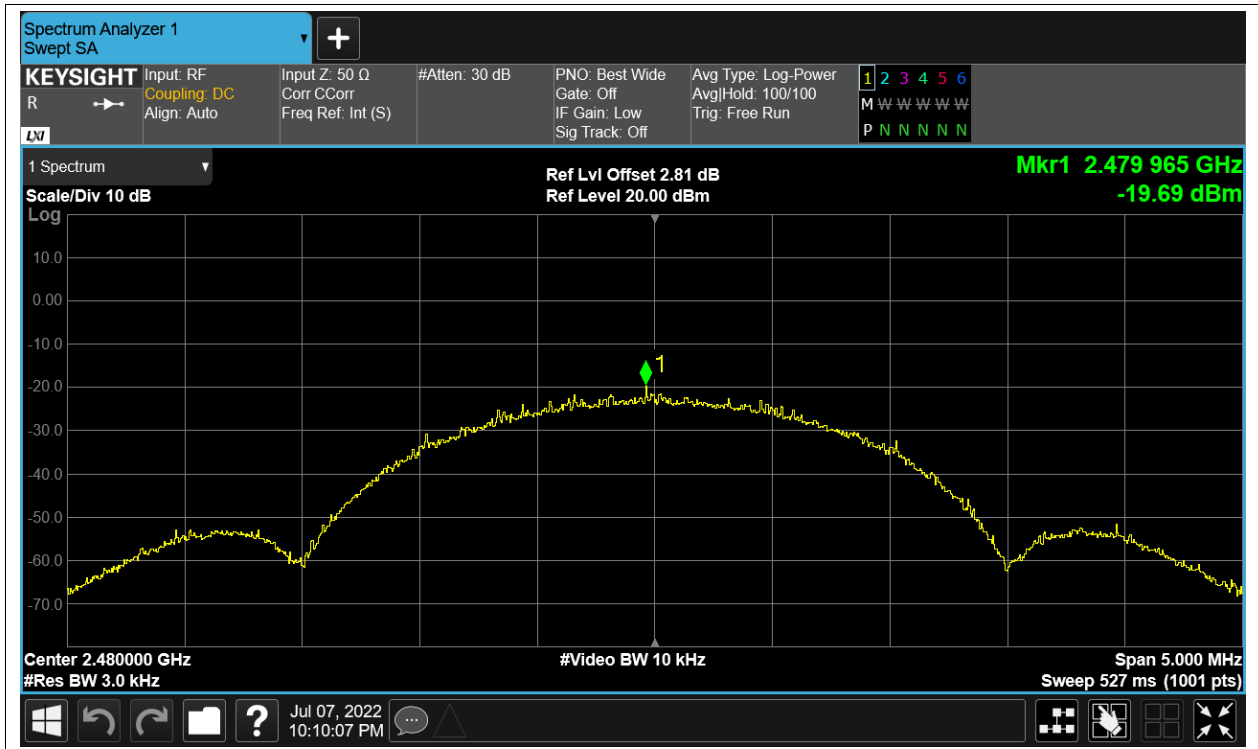 Spectrum Analyzer 1
Swept SA
KEYSIGHT
R
LXI
Input: RF
Coupling: DC
Align: Auto
Input Z: 50 Ω
Corr CCorr
Freq Ref: Int (S)
#Atten: 30 dB
PNO: Best Wide
Gate: Off
IF Gain: Low
Sig Track: Off
Avg Type: Log-Power
Avg|Hold: 100/100
Trig: Free Run
1 2 3 4 5 6
M W W W W W
P N N N N N
1 Spectrum
Scale/Div 10 dB
Ref Lvl Offset 2.81 dB
Ref Level 20.00 dBm
Mkr1 2.479 965 GHz
-19.69 dBm
Log
10.0
0.00
-10.0
-20.0
-30.0
-40.0
-50.0
-60.0
-70.0
1
Center 2.480000 GHz
#Res BW 3.0 kHz
#Video BW 10 kHz
Span 5.000 MHz
Sweep 527 ms (1001 pts)
?
Jul 07, 2022
10:10:07 PM